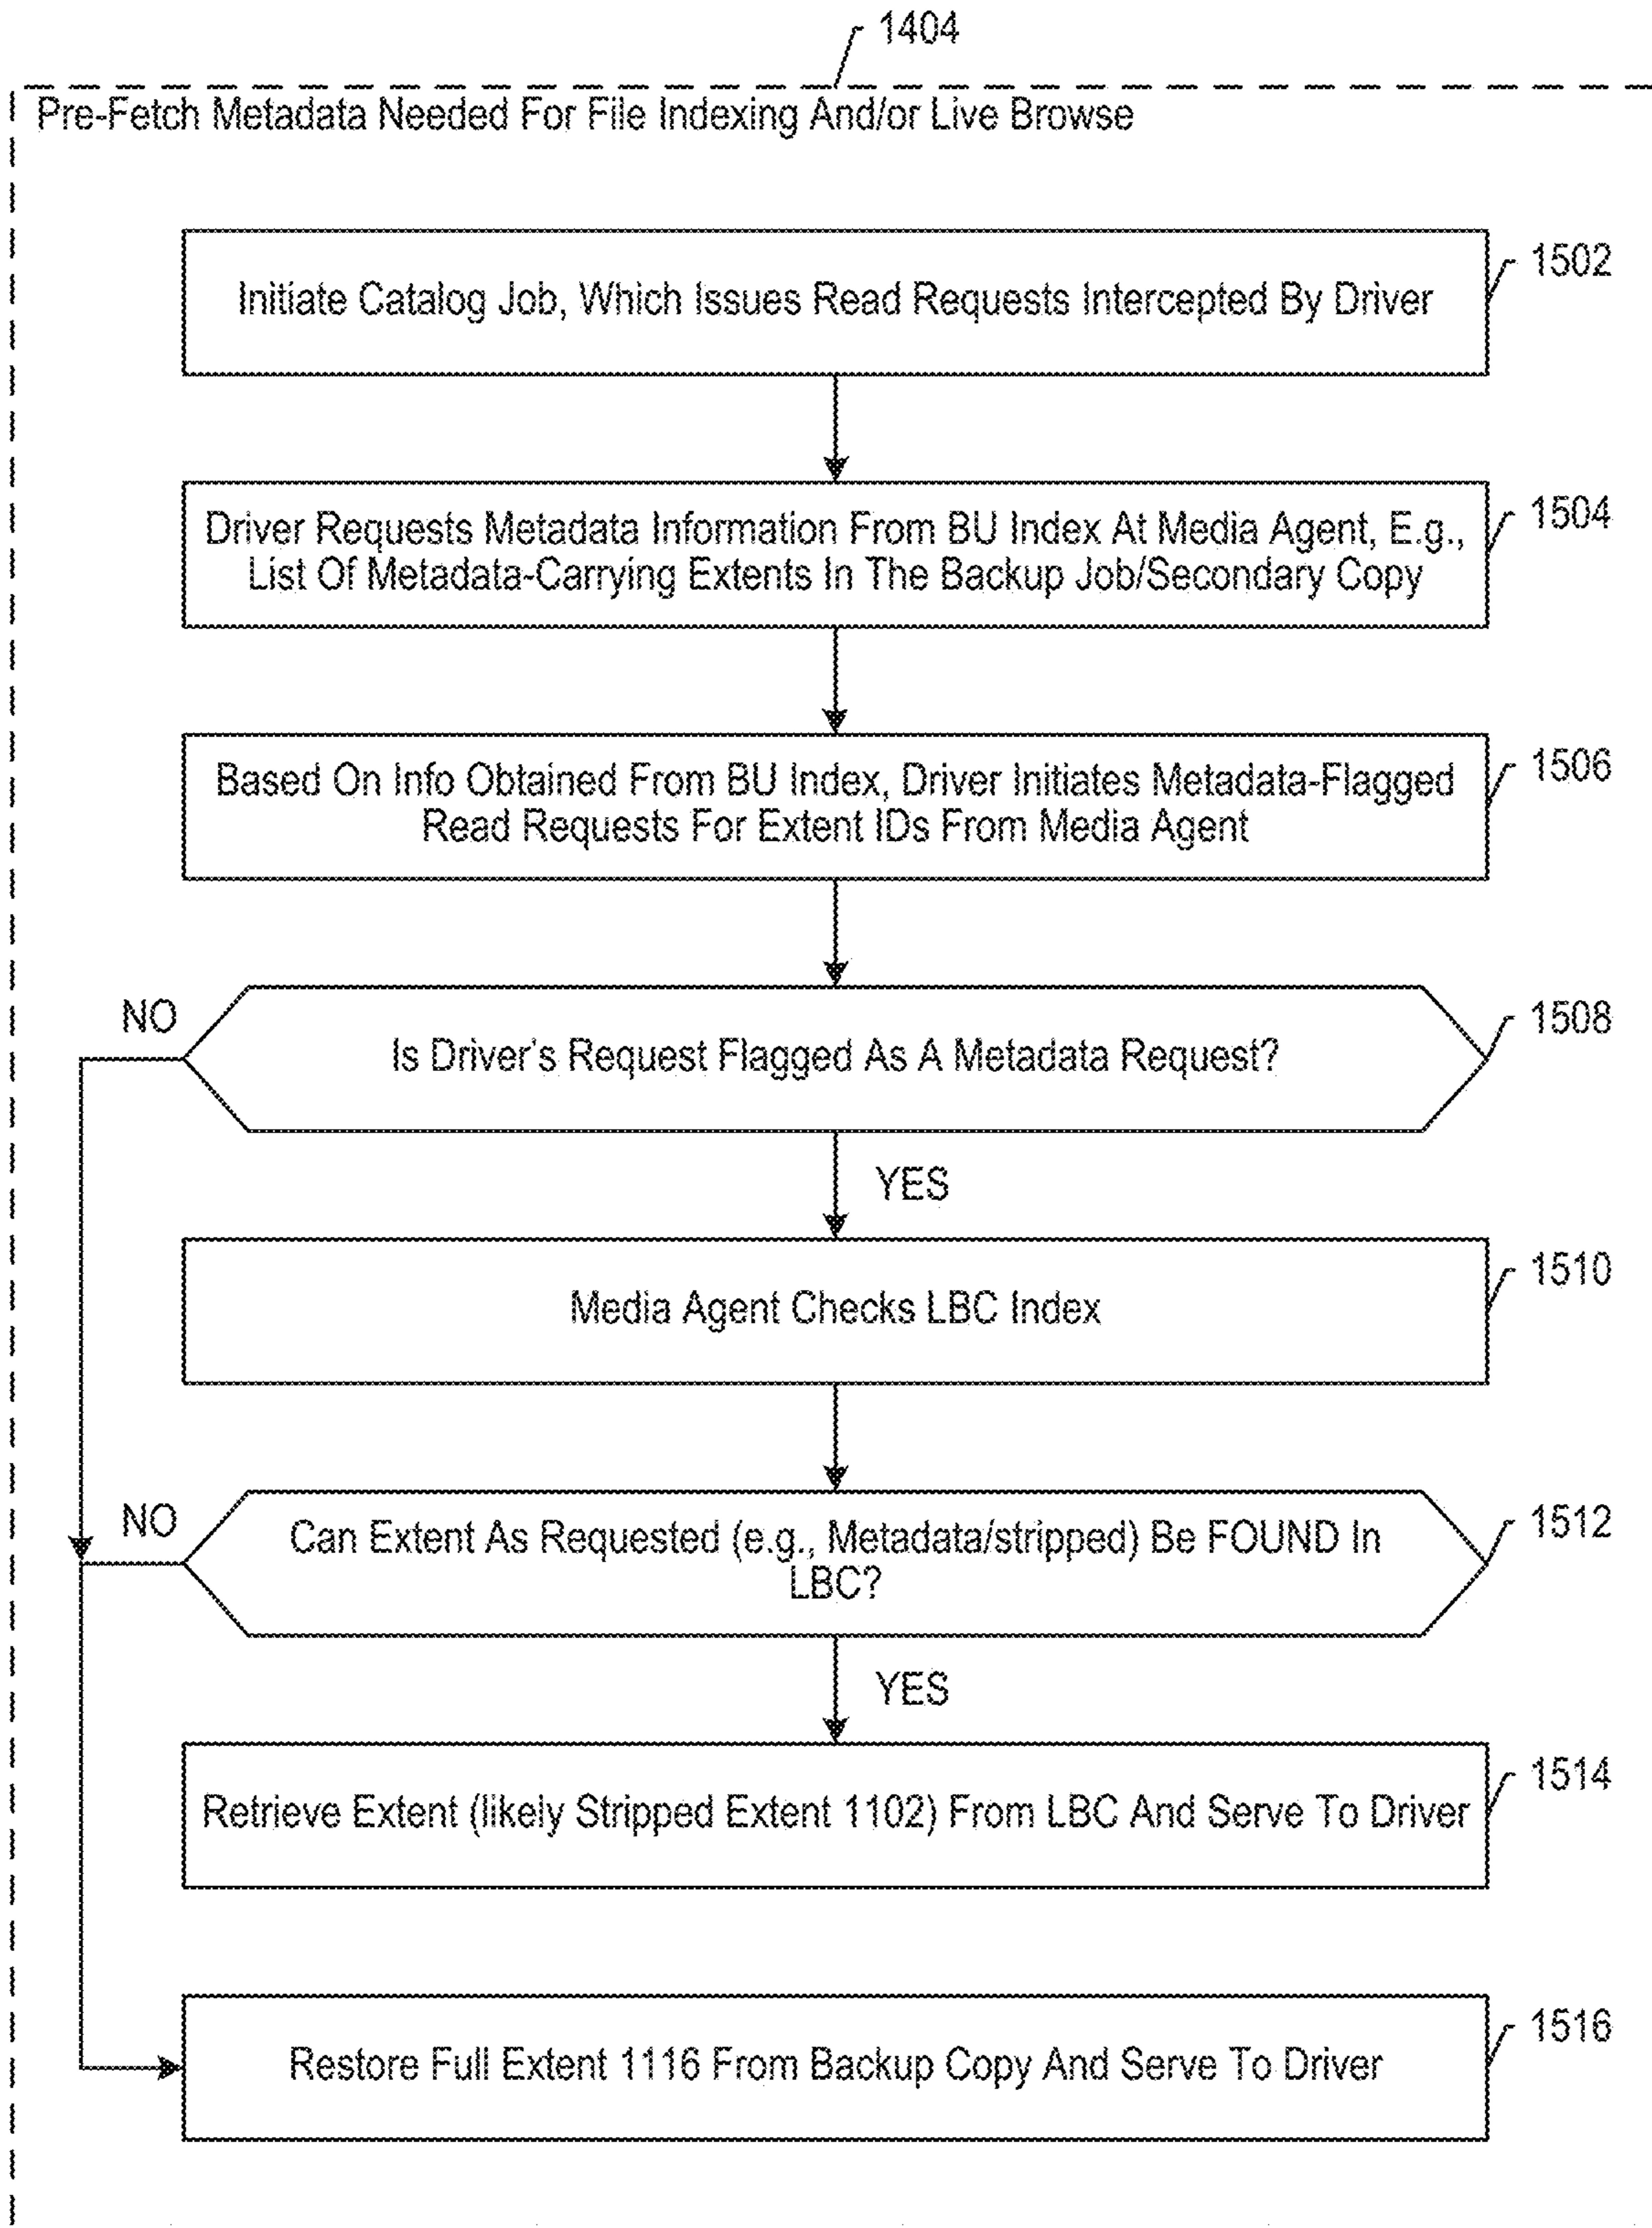 1404
Pre-Fetch Metadata Needed For File Indexing And/or Live Browse
1502
Initiate Catalog Job, Which Issues Read Requests Intercepted By Driver
1504
Driver Requests Metadata Information From BU Index At Media Agent, E.g.,
List Of Metadata-Carrying Extents In The Backup Job/Secondary Copy
1506
Based On Info Obtained From BU Index, Driver Initiates Metadata-Flagged
Read Requests For Extent IDs From Media Agent
NO
1508
Is Driver's Request Flagged As A Metadata Request?
YES
1510
Media Agent Checks LBC Index
NO
1512
Can Extent As Requested (e.g., Metadata/stripped) Be FOUND In
LBC?
YES
1514
Retrieve Extent (likely Stripped Extent 1102) From LBC And Serve To Driver
1516
Restore Full Extent 1116 From Backup Copy And Serve To Driver